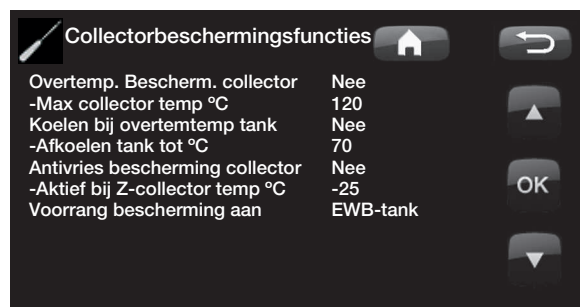 Collectorbeschermingsfuncties
Overtemp. Bescherm. collector Nee
-Max collector temp ºC 120
Koelen bij overtemtemp tank Nee
-Afkoelen tank tot ºC 70
Antivries bescherming collector Nee
-Aktief bij Z-collector temp ºC -25
Voorrang bescherming aan EWB-tank
OK